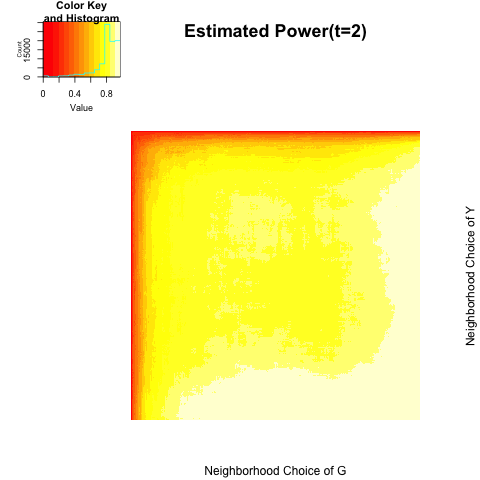 Color Key
and Histogram
Estimated Power(t=2)
Count
0 15000
0 0.4 0.8
Value
Neighborhood Choice of Y
Neighborhood Choice of G